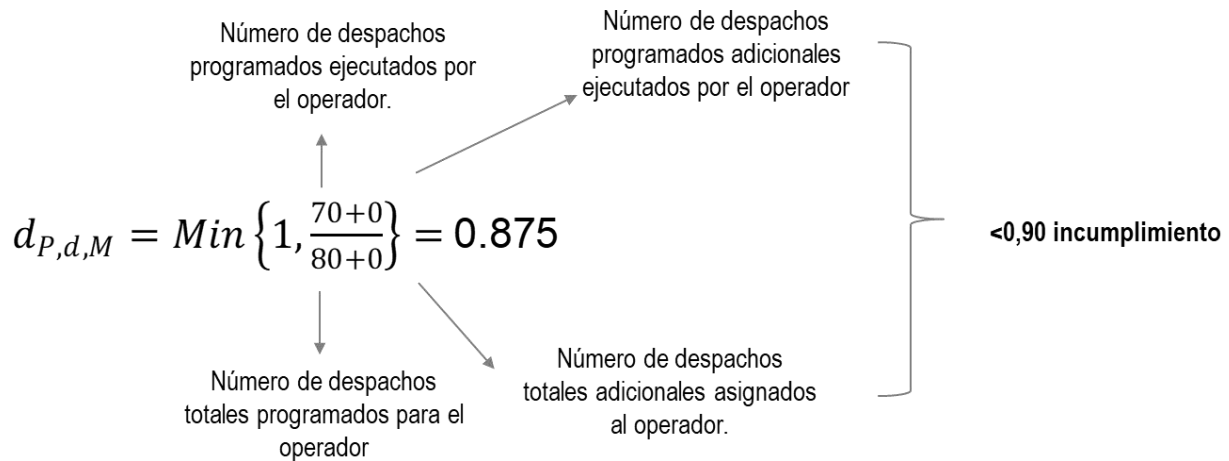 Número de despachos
programados ejecutados por
el operador.
Número de despachos
programados adicionales
ejecutados por el operador
d_{P,d,M} = Min {1, \frac{70+0}{80+0}} = 0.875
<0,90 incumplimiento
Número de despachos
totales programados para el
operador
Número de despachos
totales adicionales asignados
al operador.